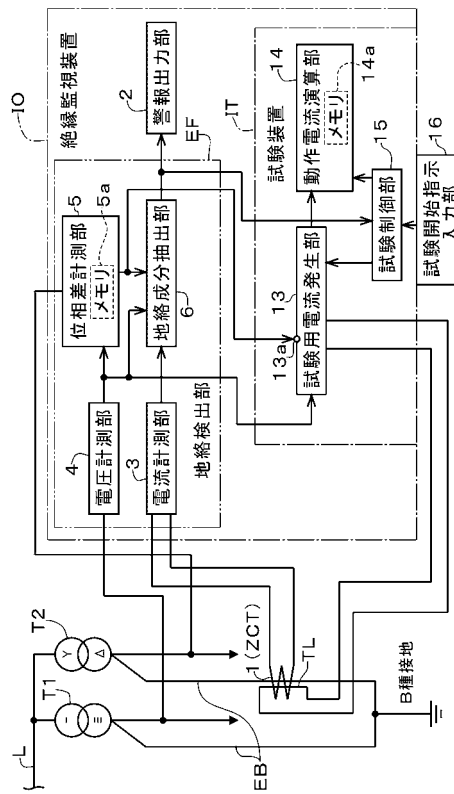 IO
絶縁監視装置
EF
警報出力部
2
位相差計測部
5
メモリ
5a
電圧計測部
4
電流計測部
3
地絡成分抽出部
6
地絡検出部
IT
試験装置
試験用電流発生部
13
13a
動作電流演算部
14
メモリ
14a
試験制御部
15
試験開始指示
入力部
16
L
T1
T2
Y
Δ
1(ZCT)
TL
EB
B種接地